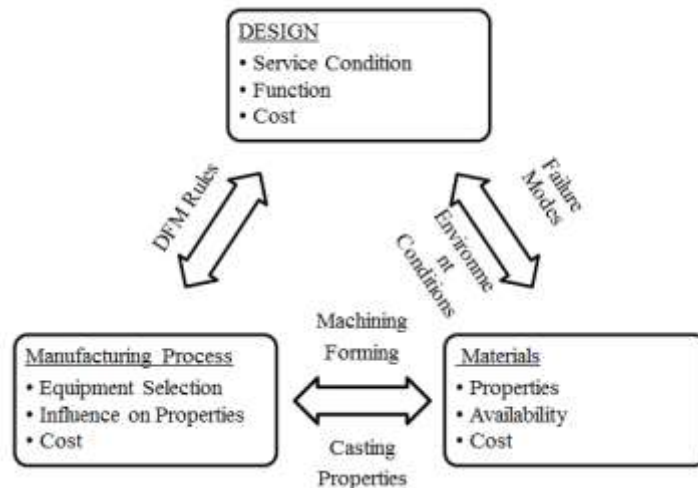 DESIGN
• Service Condition
• Function
• Cost
DFM Rules
Failure
Modes
Environme
nt
Conditions
Machining
Forming
Manufacturing Process
• Equipment Selection
• Influence on Properties
• Cost
Materials
• Properties
• Availability
• Cost
Casting
Properties